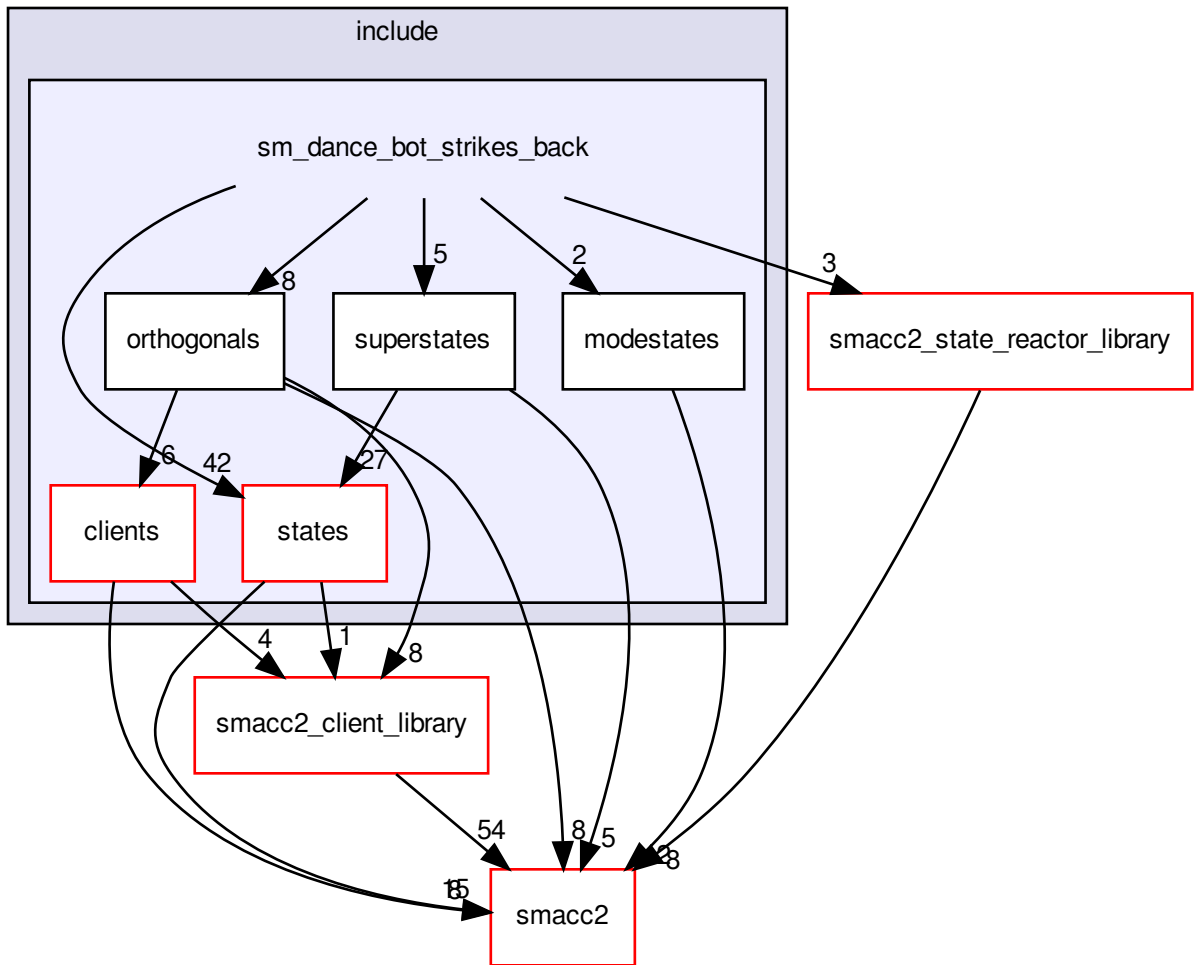 include
sm_dance_bot_strikes_back
5
2
3
8
orthogonals
superstates
modestates
smacc2_state_reactor_library
6
42
27
clients
states
4
1
8
smacc2_client_library
54
8
5
8
smacc2